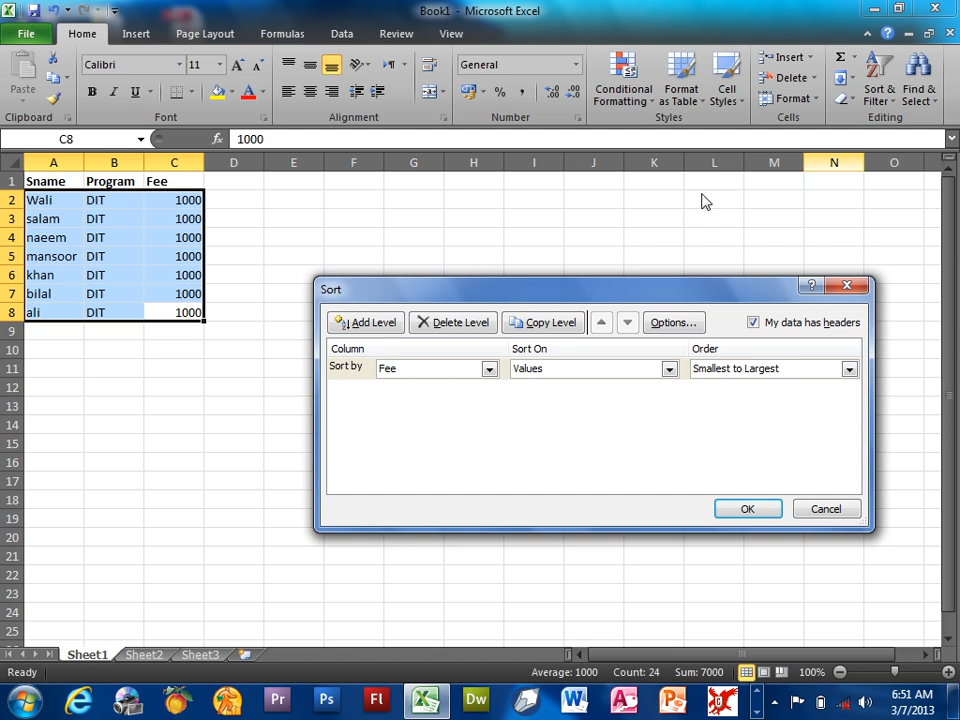 Book1 - Microsoft Excel
File Home Insert Page Layout Formulas Data Review View
Paste
Clipboard
Calibri 11
B I U
Font
Alignment
General
Number
Conditional Formatting
Format as Table
Cell Styles
Styles
Insert
Delete
Format
Cells
Sort & Filter
Find & Select
Editing
C8 fx 1000
A B C D E F G H I J K L M N O
1 Sname Program Fee
2 Wali DIT 1000
3 salam DIT 1000
4 naeem DIT 1000
5 mansoor DIT 1000
6 khan DIT 1000
7 bilal DIT 1000
8 ali DIT 1000
9
10
11
12
13
14
15
16
17
18
19
20
21
22
23
24
25
Sort
Add Level Delete Level Copy Level Options... My data has headers
Column Sort On Order
Sort by Fee Values Smallest to Largest
OK Cancel
Sheet1 Sheet2 Sheet3
Ready Average: 1000 Count: 24 Sum: 7000 100%
Pr Ps Fl Dw
6:51 AM
3/7/2013